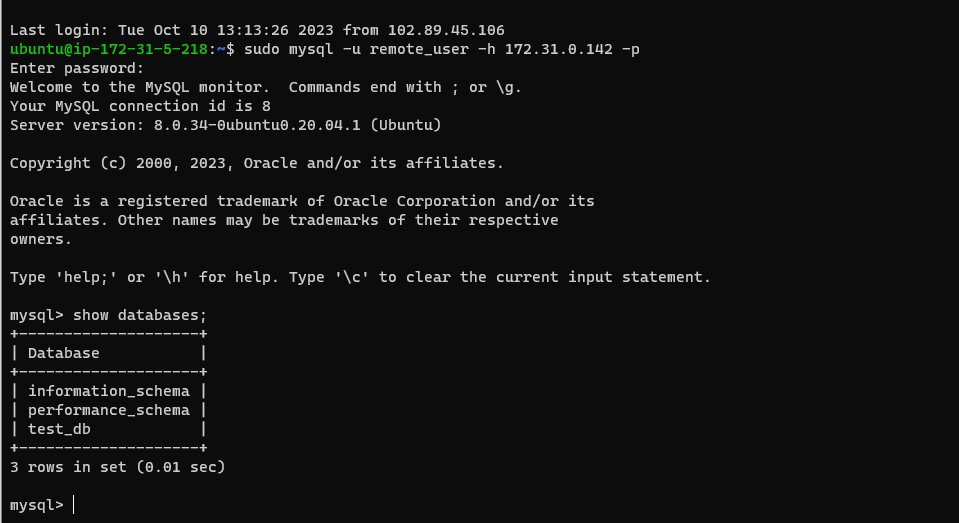 Last login: Tue Oct 10 13:13:26 2023 from 102.89.45.106
ubuntu@ip-172-31-5-218:~$ sudo mysql -u remote_user -h 172.31.0.142 -p
Enter password:
Welcome to the MySQL monitor.  Commands end with ; or \g.
Your MySQL connection id is 8
Server version: 8.0.34-0ubuntu0.20.04.1 (Ubuntu)

Copyright (c) 2000, 2023, Oracle and/or its affiliates.

Oracle is a registered trademark of Oracle Corporation and/or its
affiliates. Other names may be trademarks of their respective
owners.

Type 'help;' or '\h' for help. Type '\c' to clear the current input statement.

mysql> show databases;
+--------------------+
| Database           |
+--------------------+
| information_schema |
| performance_schema |
| test_db            |
+--------------------+
3 rows in set (0.01 sec)

mysql>